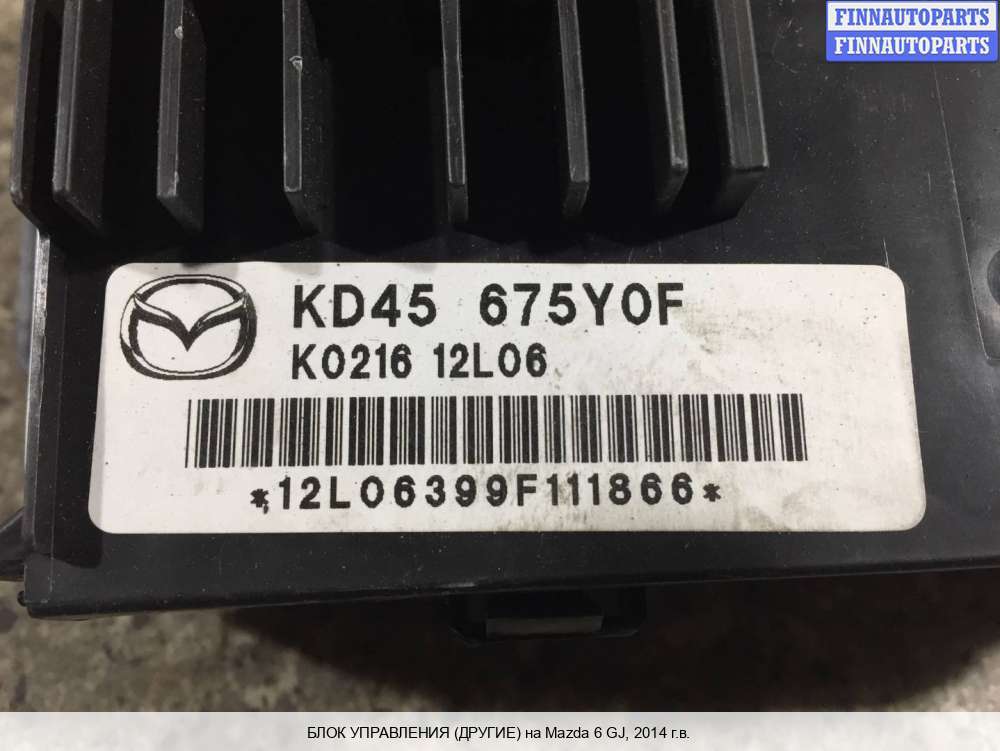 FINNAUTOPARTS
FINNAUTOPARTS
KD45 675Y0F
K0216 12L06
*12L06399F111866*
БЛОК УПРАВЛЕНИЯ (ДРУГИЕ) на Mazda 6 GJ, 2014 г.в.